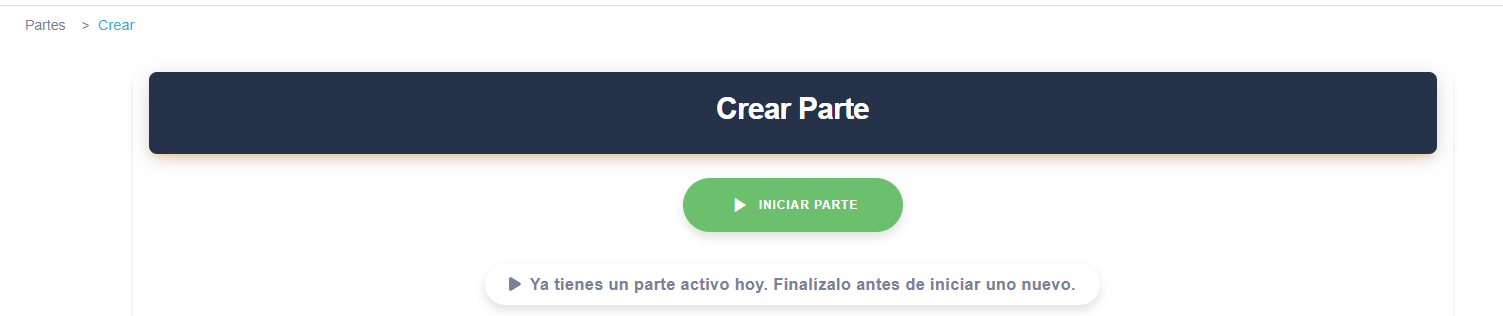 Partes > Crear
Crear Parte
INICIAR PARTE
Ya tienes un parte activo hoy. Finalízalo antes de iniciar uno nuevo.